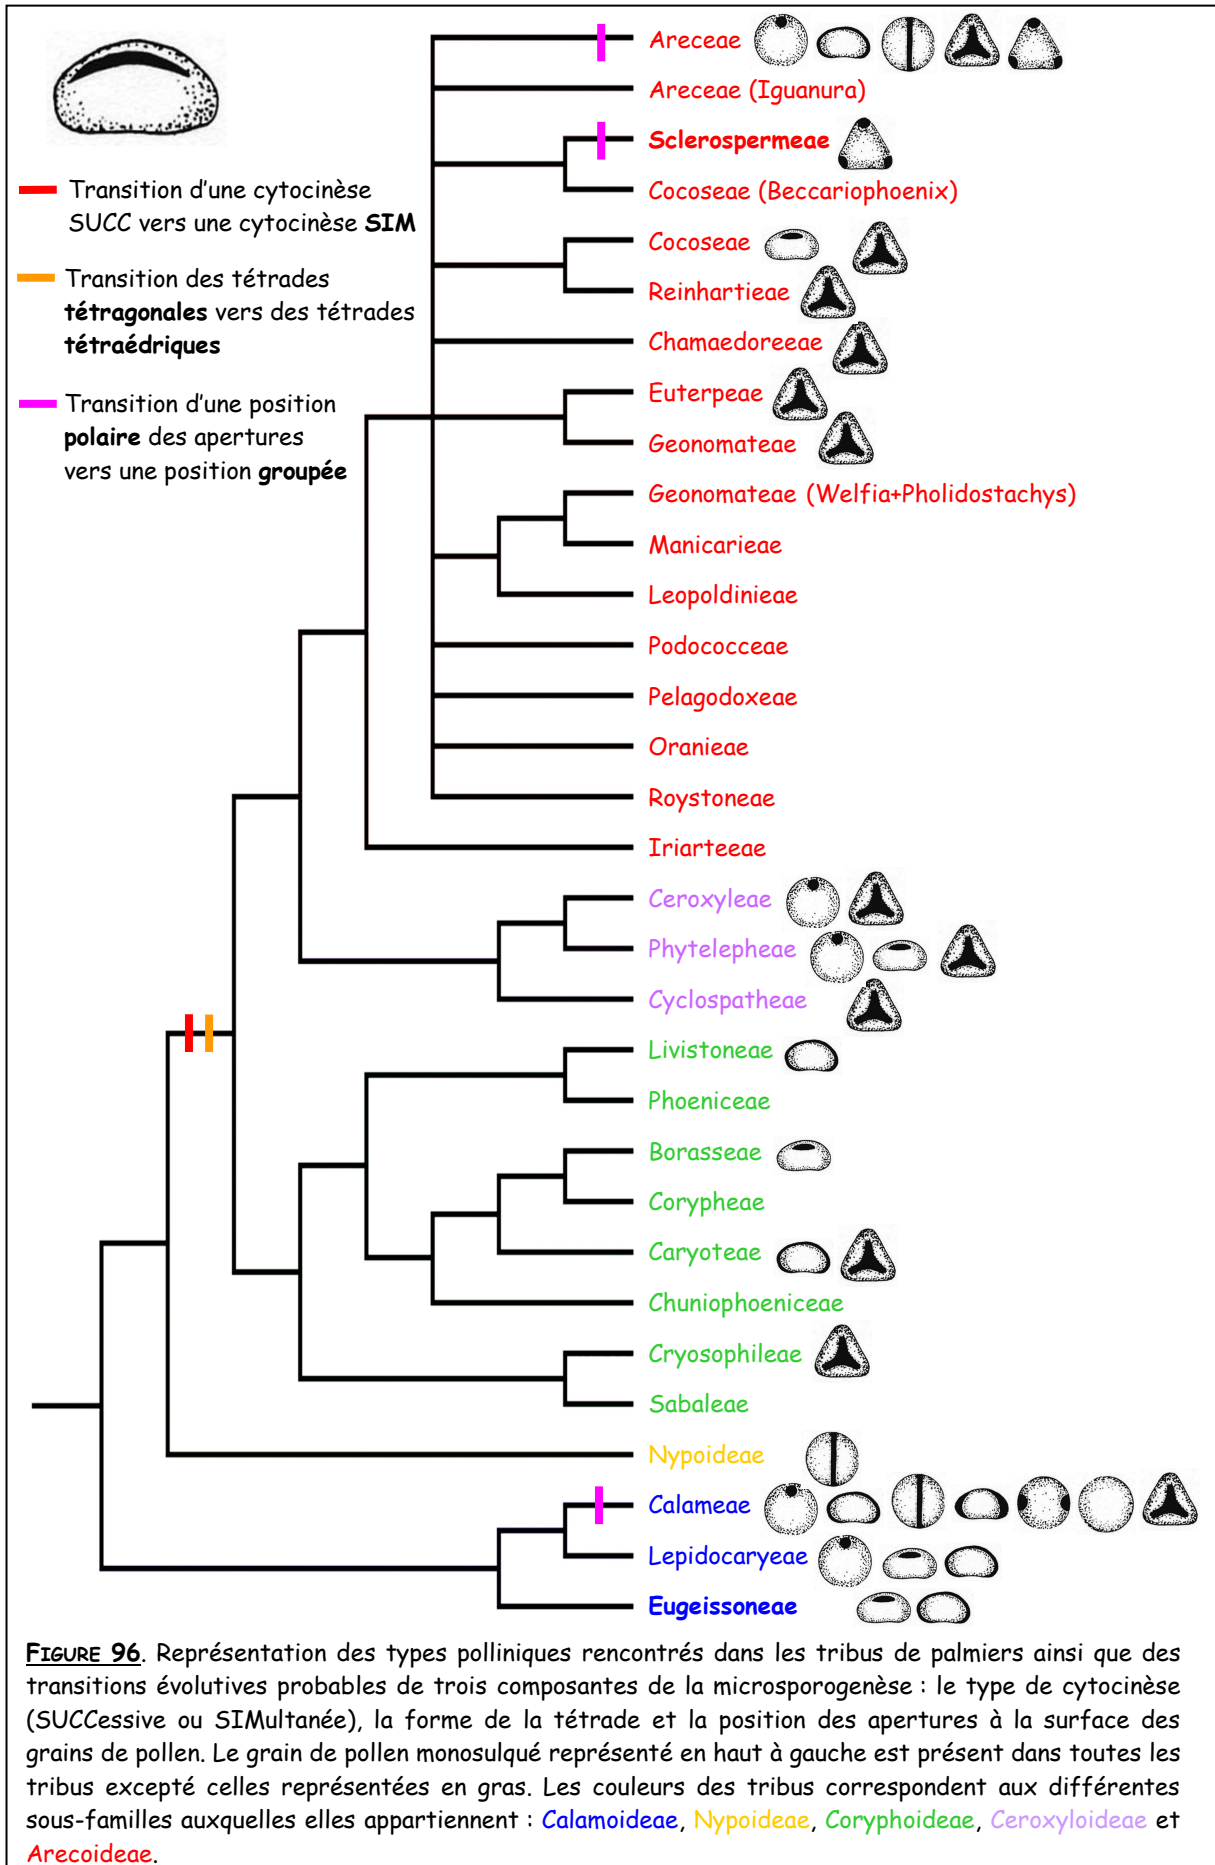 Transition d'une cytocinèse
SUCC vers une cytocinèse SIM
Transition des tétrades
tétragonales vers des tétrades
tétraédriques
Transition d'une position
polaire des apertures
vers une position groupée
Areceae
Areceae (Iguanura)
Sclerospermeae
Cocoseae (Beccariophoenix)
Cocoseae
Reinhartieae
Chamaedoreeae
Euterpeae
Geonomateae
Geonomateae (Welfia+Pholidostachys)
Manicarieae
Leopoldinieae
Podococceae
Pelagodoxeae
Oranieae
Roystoneae
Iriarteeae
Ceroxyleae
Phytelepheae
Cyclospatheae
Livistoneae
Phoeniceae
Borasseae
Corypheae
Caryoteae
Chuniophoeniceae
Cryosophileae
Sabaleae
Nypoideae
Calameae
Lepidocaryeae
Eugeissoneae
FIGURE 96. Représentation des types polliniques rencontrés dans les tribus de palmiers ainsi que des
transitions évolutives probables de trois composantes de la microsporogenèse : le type de cytocinèse
(SUCCessive ou SIMultanée), la forme de la tétrade et la position des apertures à la surface des
grains de pollen. Le grain de pollen monosulqué représenté en haut à gauche est présent dans toutes les
tribus excepté celles représentées en gras. Les couleurs des tribus correspondent aux différentes
sous-familles auxquelles elles appartiennent : Calamoideae, Nypoideae, Coryphoideae, Ceroxyloideae et
Arecoideae.